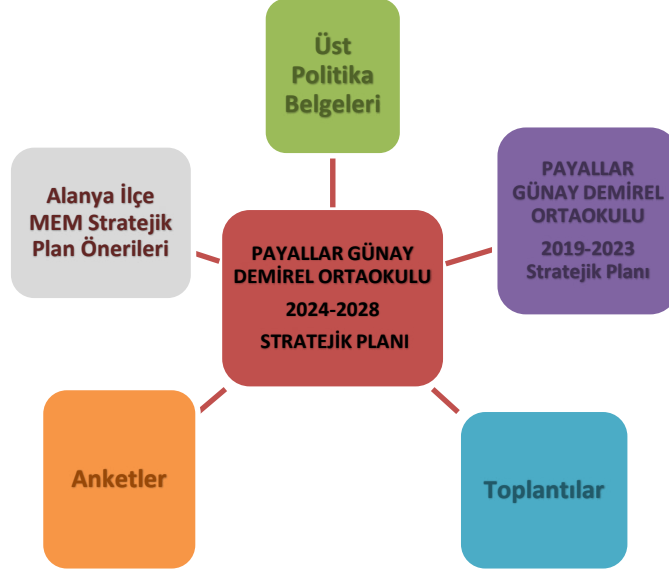 Üst
Politika
Belgeleri
Alanya İlçe
MEM Stratejik
Plan Önerileri
PAYALLAR
GÜNAY DEMİREL
ORTAOKULU
2019-2023
Stratejik Planı
PAYALLAR GÜNAY
DEMİREL ORTAOKULU
2024-2028
STRATEJİK PLANI
Anketler
Toplantılar